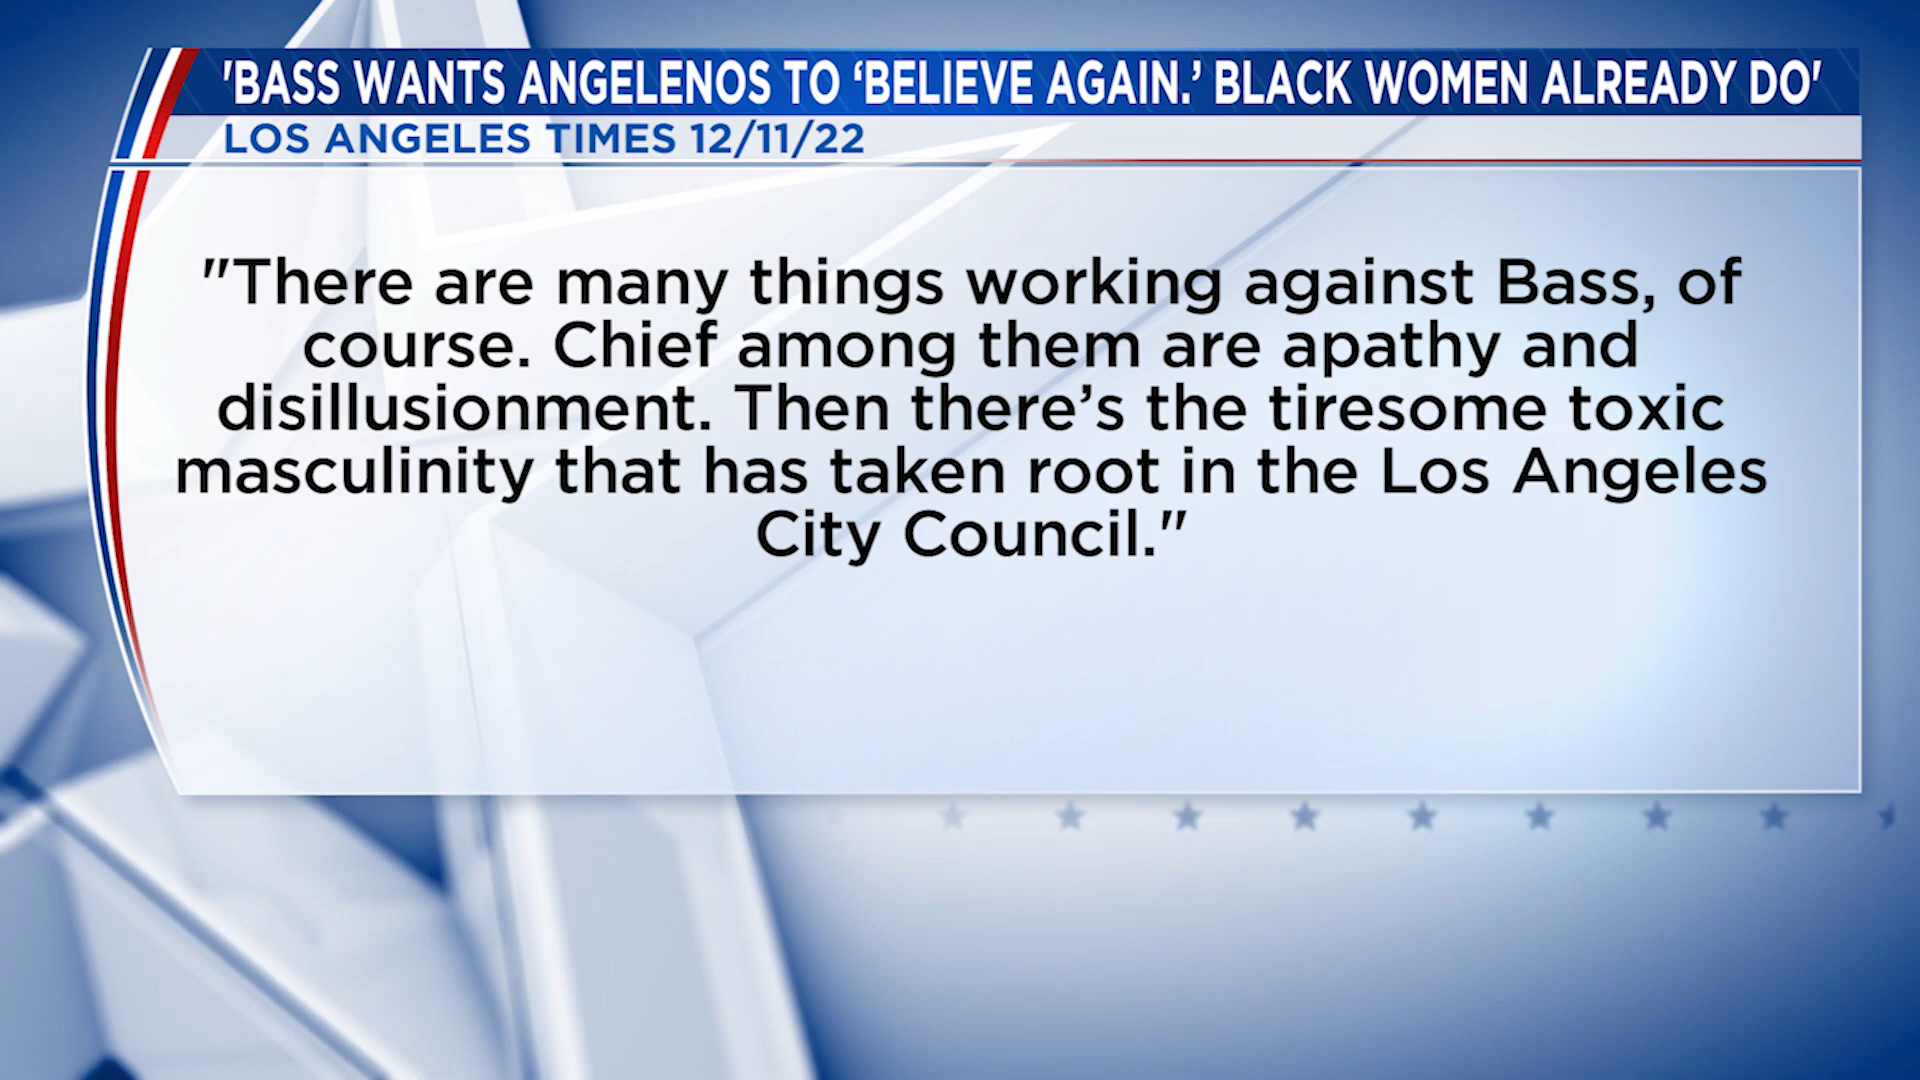 'BASS WANTS ANGELENOS TO ‘BELIEVE AGAIN.’ BLACK WOMEN ALREADY DO'
LOS ANGELES TIMES 12/11/22
"There are many things working against Bass, of
course. Chief among them are apathy and
disillusionment. Then there’s the tiresome toxic
masculinity that has taken root in the Los Angeles
City Council."